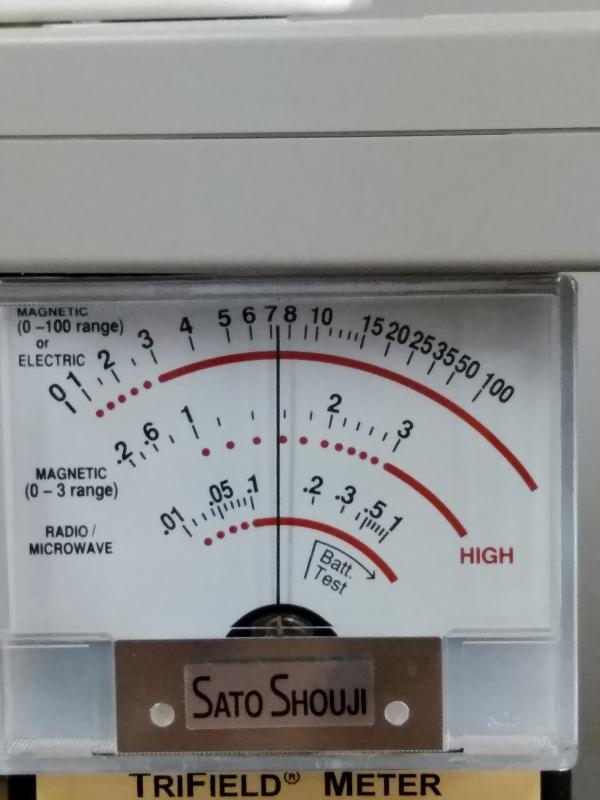 MAGNETIC
(0 – 100 range)
or
ELECTRIC
0 1 2 3 4 5 6 7 8 10 15 20 25 35 50 100
MAGNETIC
(0 – 3 range)
.2 .6 1 2 3
RADIO /
MICROWAVE
.01 .05 .1 .2 .3 .5 1
HIGH
Batt.
Test
SATO SHOUJI
TRIFIELD® METER